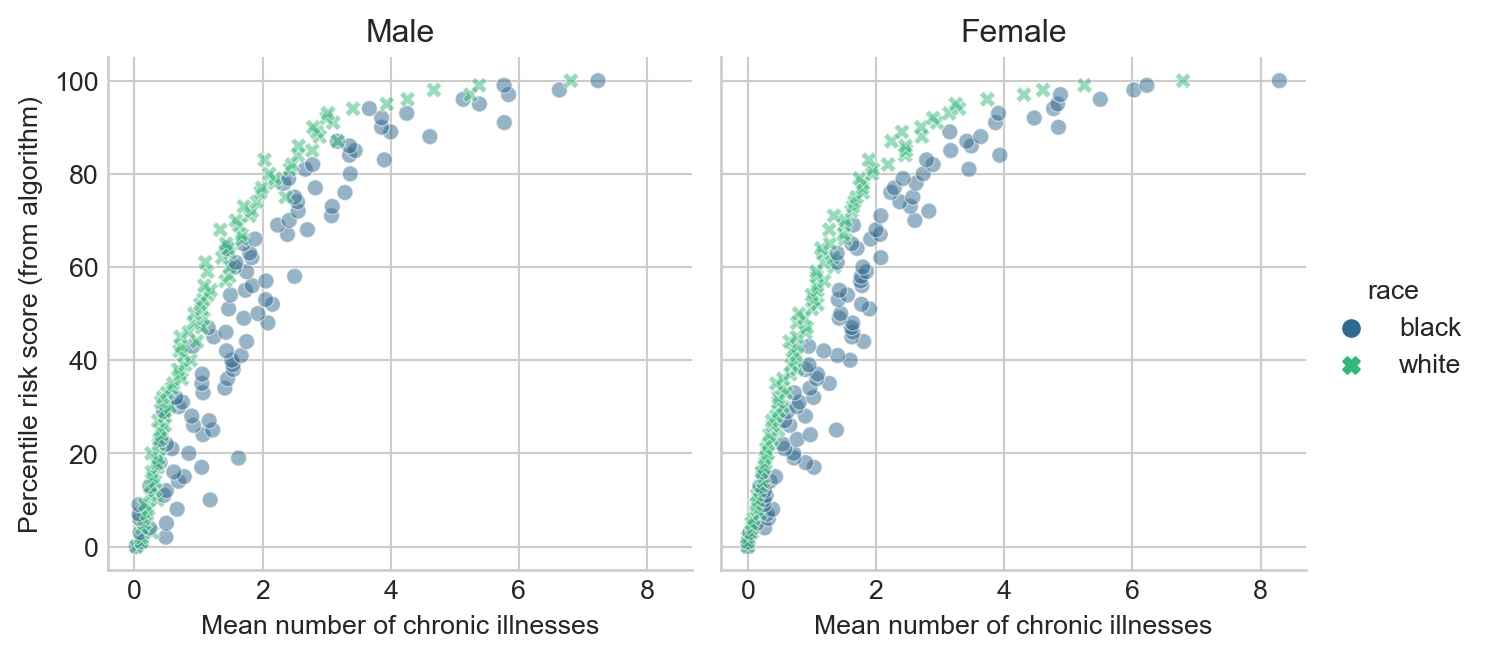 Male
Female
Percentile risk score (from algorithm)
100
80
60
40
20
0
0 2 4 6 8
0 2 4 6 8
Mean number of chronic illnesses
Mean number of chronic illnesses
race
black
white